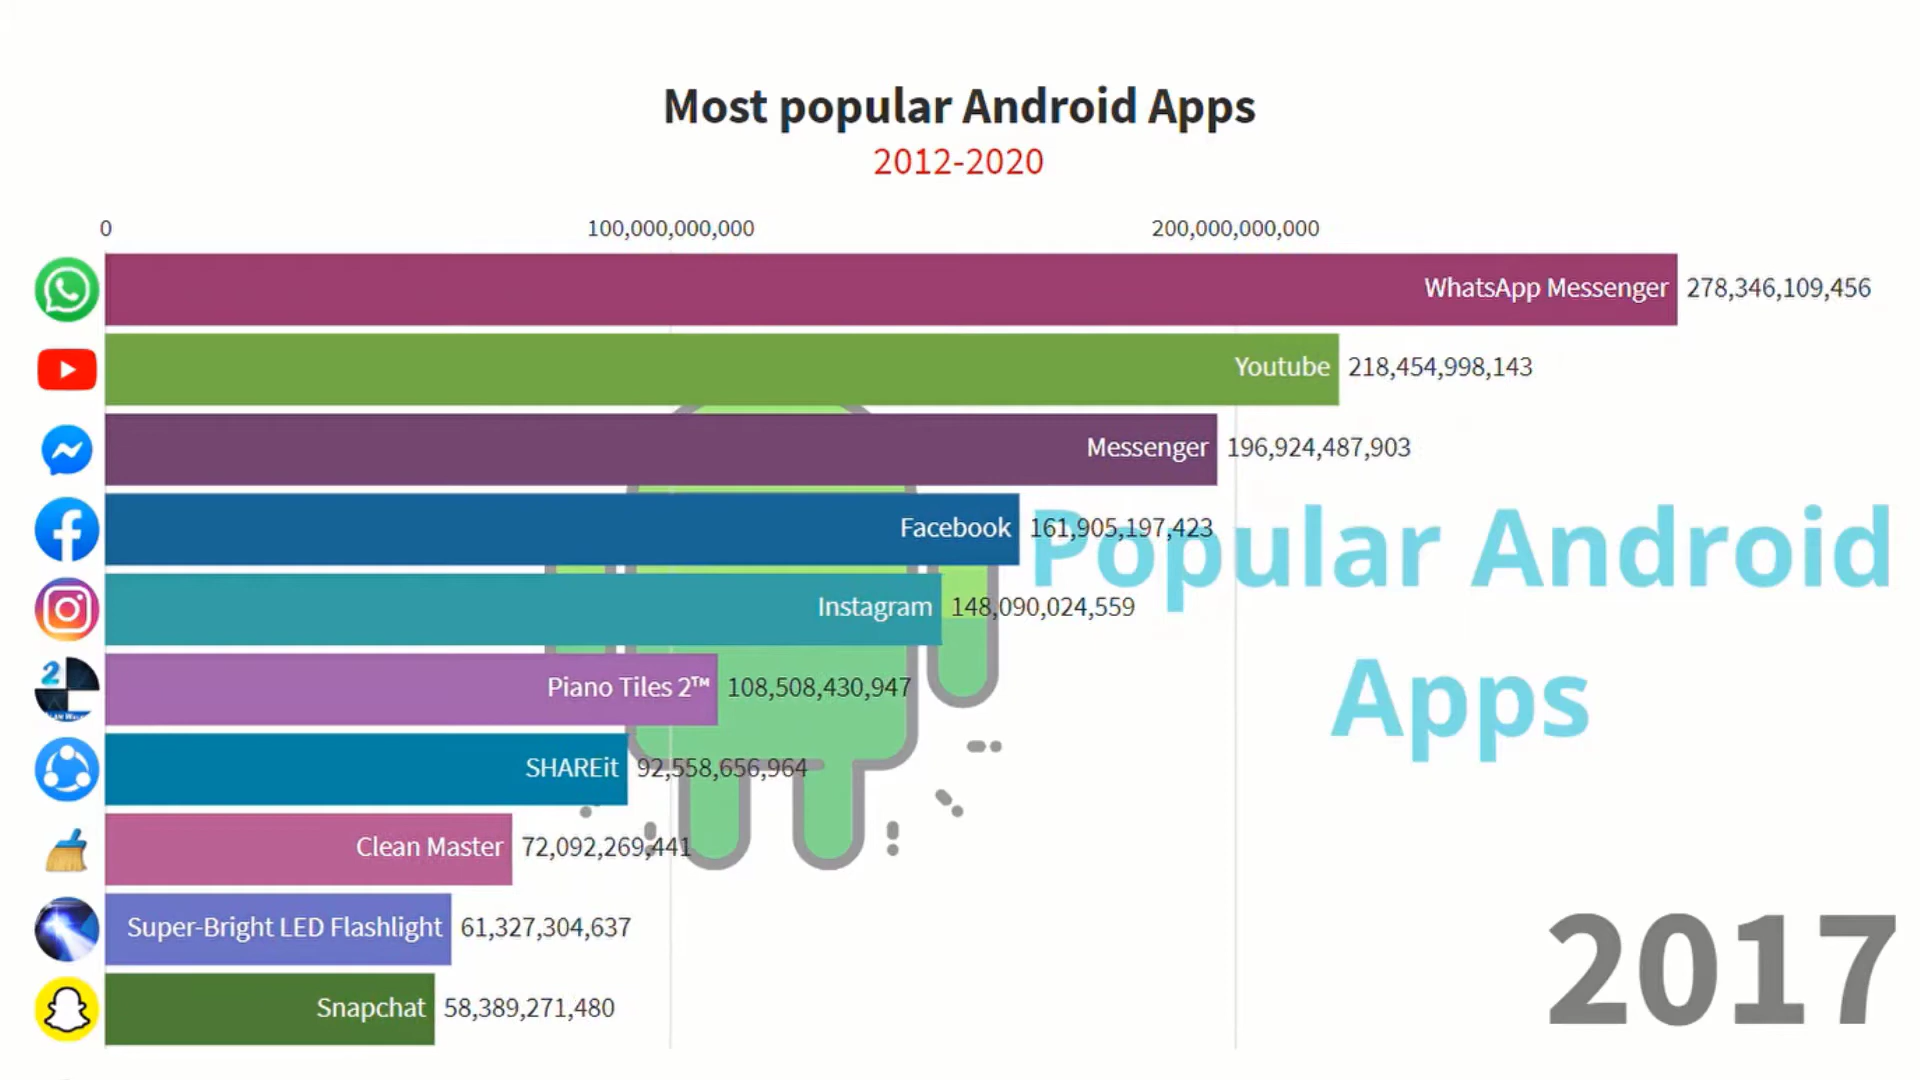 Most popular Android Apps
2012-2020
0 100,000,000,000 200,000,000,000
WhatsApp Messenger 278,346,109,456
Youtube 218,454,998,143
Messenger 196,924,487,903
Facebook 161,905,197,423
Popular Android
Instagram 148,090,024,559
2
Piano Tiles 2™ 108,508,430,947
Apps
SHAREit 92,558,656,964
Clean Master 72,092,269,441
Super-Bright LED Flashlight 61,327,304,637
Snapchat 58,389,271,480
2017